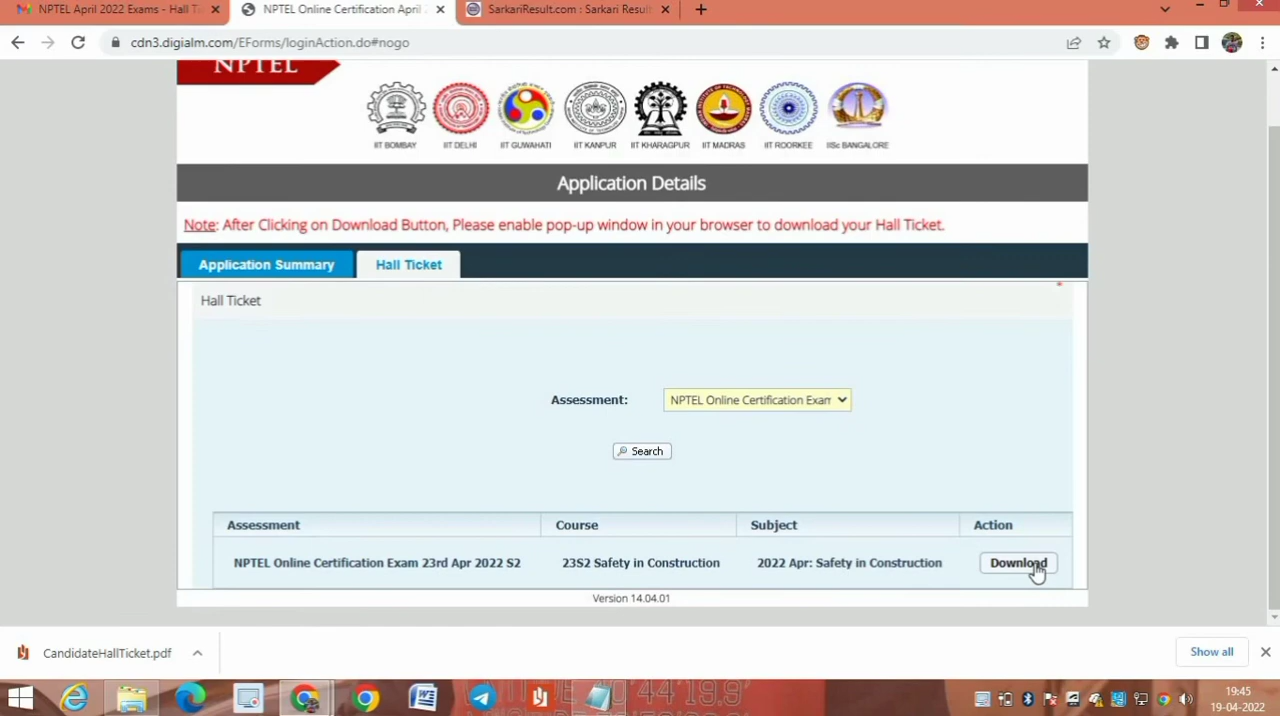 NPTEL April 2022 Exams - Hall Ti
NPTEL Online Certification April
SarkariResult.com : Sarkari Result
cdn3.digialm.com/EForms/loginAction.do#nogo
NPTEL
IIT BOMBAY IIT DELHI IIT GUWAHATI IIT KANPUR IIT KHARAGPUR IIT MADRAS IIT ROORKEE IISc BANGALORE
Application Details
Note: After Clicking on Download Button, Please enable pop-up window in your browser to download your Hall Ticket.
Application Summary Hall Ticket
*
Hall Ticket
Assessment: NPTEL Online Certification Exam
Search
Assessment Course Subject Action
NPTEL Online Certification Exam 23rd Apr 2022 S2 23S2 Safety in Construction 2022 Apr: Safety in Construction Download
Version 14.04.01
CandidateHallTicket.pdf Show all
19:45
19-04-2022